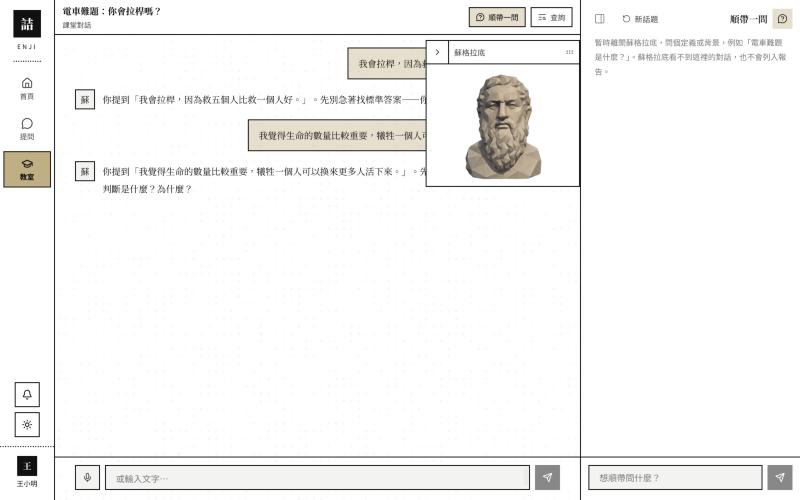 詰
ENJI
首頁
提問
教室
王
王小明
電車難題：你會拉桿嗎？
課堂對話
順帶一問
查詢
我會拉桿，因為
蘇
你提到「我會拉桿，因為救五個人比救一個人好。」。先別急著找標準答案——
我覺得生命的數量比較重要，犧牲一個人
蘇
你提到「我覺得生命的數量比較重要，犧牲一個人可以換來更多人活下來。」。
判斷是什麼？為什麼？
蘇格拉底
或輸入文字…
新話題
順帶一問
暫時離開蘇格拉底，問個定義或背景，例如「電車難題
是什麼？」。蘇格拉底看不到這裡的對話，也不會列入報
告。
想順帶問什麼？